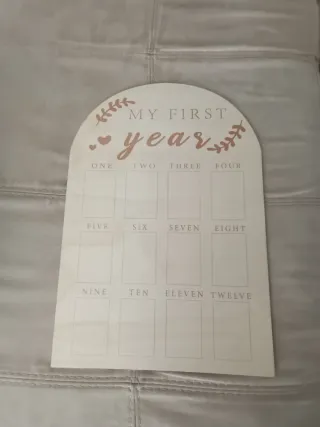 MY FIRST
year
ONE TWO THREE FOUR
FIVE SIX SEVEN EIGHT
NINE TEN ELEVEN TWELVE